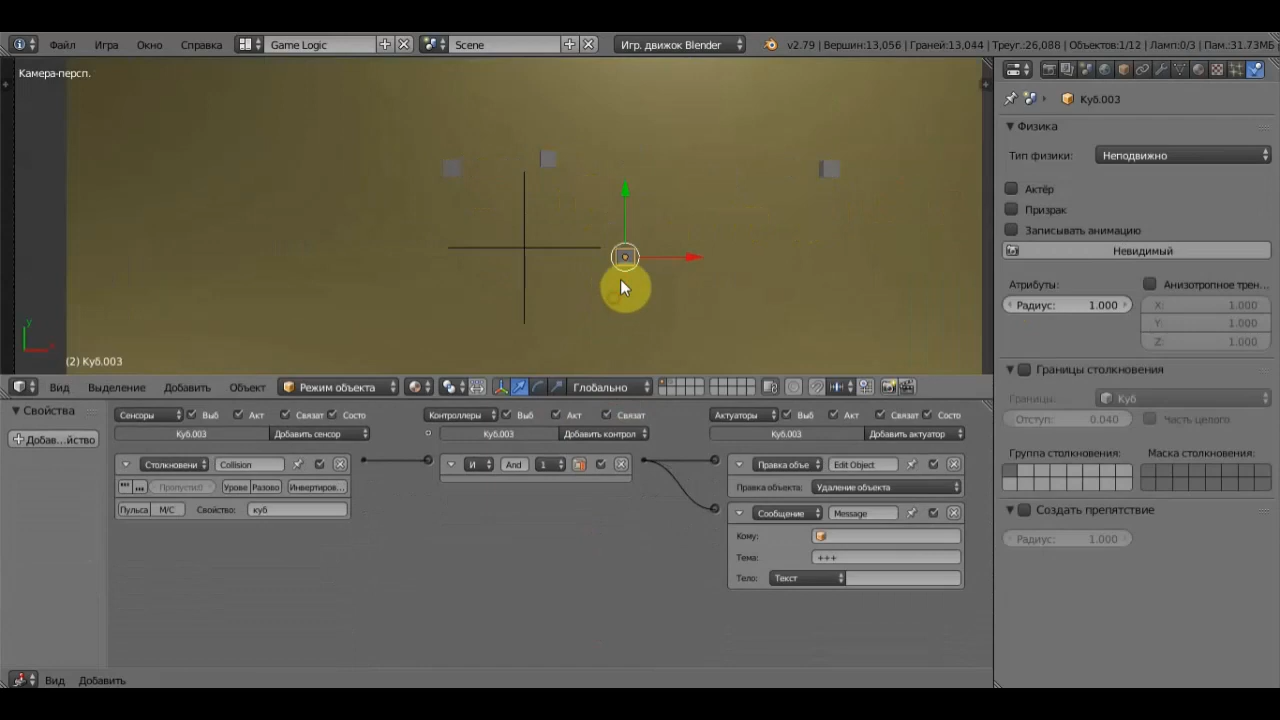 Файл Игра Окно Справка Game Logic Scene Игр. движок Blender v2.79 | Вершин:13,056 | Граней:13,044 | Треуг.:26,088 | Объектов:1/12 | Ламп:0/3 | Пам.:31.73МБ
Камера-персп.
(2) Куб.003
Вид Выделение Добавить Объект Режим объекта Глобально
Свойства
Добав...йство
Сенсоры Выб Акт Связат Состо
Куб.003 Добавить сенсор
Столкновени Collision
Урове Разово Инвертиров...
Пульса М/С Свойство: куб
Контроллеры Выб Акт Связат
Куб.003 Добавить контрол
И And 1
Актуаторы Выб Акт Связат Состо
Куб.003 Добавить актуатор
Правка объе Edit Object
Правка объекта: Удаление объекта
Сообщение Message
Кому:
Тема: +++
Тело: Текст
Вид Добавить
Куб.003
Физика
Тип физики: Неподвижно
Актёр
Призрак
Записывать анимацию
Невидимый
Атрибуты: Анизотропное трен...
Радиус: 1.000 X: 1.000
Y: 1.000
Z: 1.000
Границы столкновения
Границы: Куб
Отступ: 0.040 Часть целого
Группа столкновения: Маска столкновения:
Создать препятствие
Радиус: 1.000